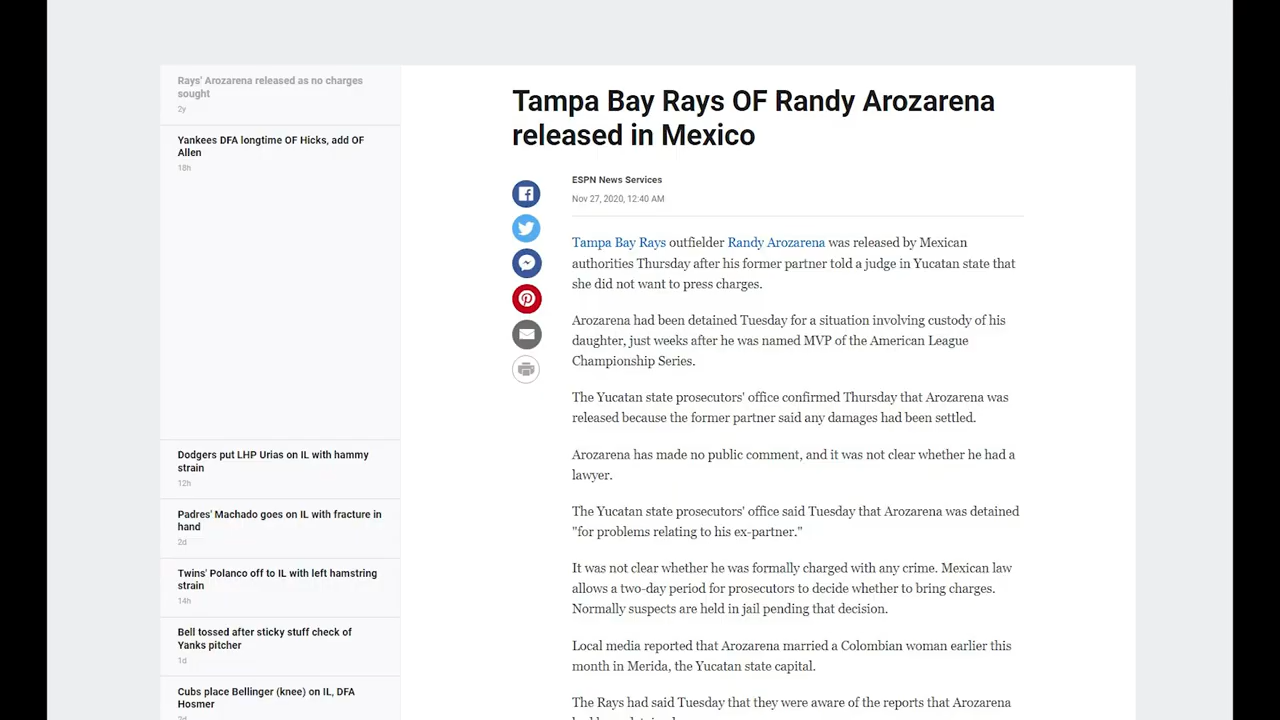 Rays' Arozarena released as no charges
sought
2y
Yankees DFA longtime OF Hicks, add OF
Allen
18h
Dodgers put LHP Urias on IL with hammy
strain
12h
Padres' Machado goes on IL with fracture in
hand
2d
Twins' Polanco off to IL with left hamstring
strain
14h
Bell tossed after sticky stuff check of
Yanks pitcher
1d
Cubs place Bellinger (knee) on IL, DFA
Hosmer
Tampa Bay Rays OF Randy Arozarena
released in Mexico
ESPN News Services
Nov 27, 2020, 12:40 AM
Tampa Bay Rays outfielder Randy Arozarena was released by Mexican
authorities Thursday after his former partner told a judge in Yucatan state that
she did not want to press charges.
Arozarena had been detained Tuesday for a situation involving custody of his
daughter, just weeks after he was named MVP of the American League
Championship Series.
The Yucatan state prosecutors' office confirmed Thursday that Arozarena was
released because the former partner said any damages had been settled.
Arozarena has made no public comment, and it was not clear whether he had a
lawyer.
The Yucatan state prosecutors' office said Tuesday that Arozarena was detained
"for problems relating to his ex-partner."
It was not clear whether he was formally charged with any crime. Mexican law
allows a two-day period for prosecutors to decide whether to bring charges.
Normally suspects are held in jail pending that decision.
Local media reported that Arozarena married a Colombian woman earlier this
month in Merida, the Yucatan state capital.
The Rays had said Tuesday that they were aware of the reports that Arozarena